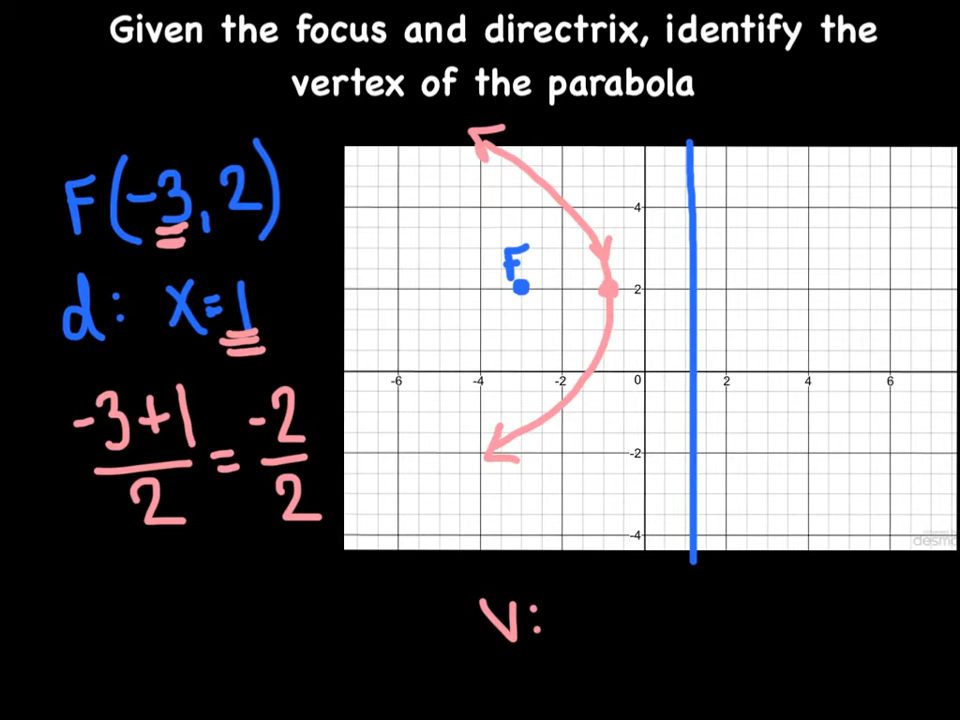 Given the focus and directrix, identify the
vertex of the parabola
F(-3, 2)
d: x=1
-3+1/2 = -2/2
F
4
2
-6 -4 -2 0 2 4 6
-2
-4
desmo
V: